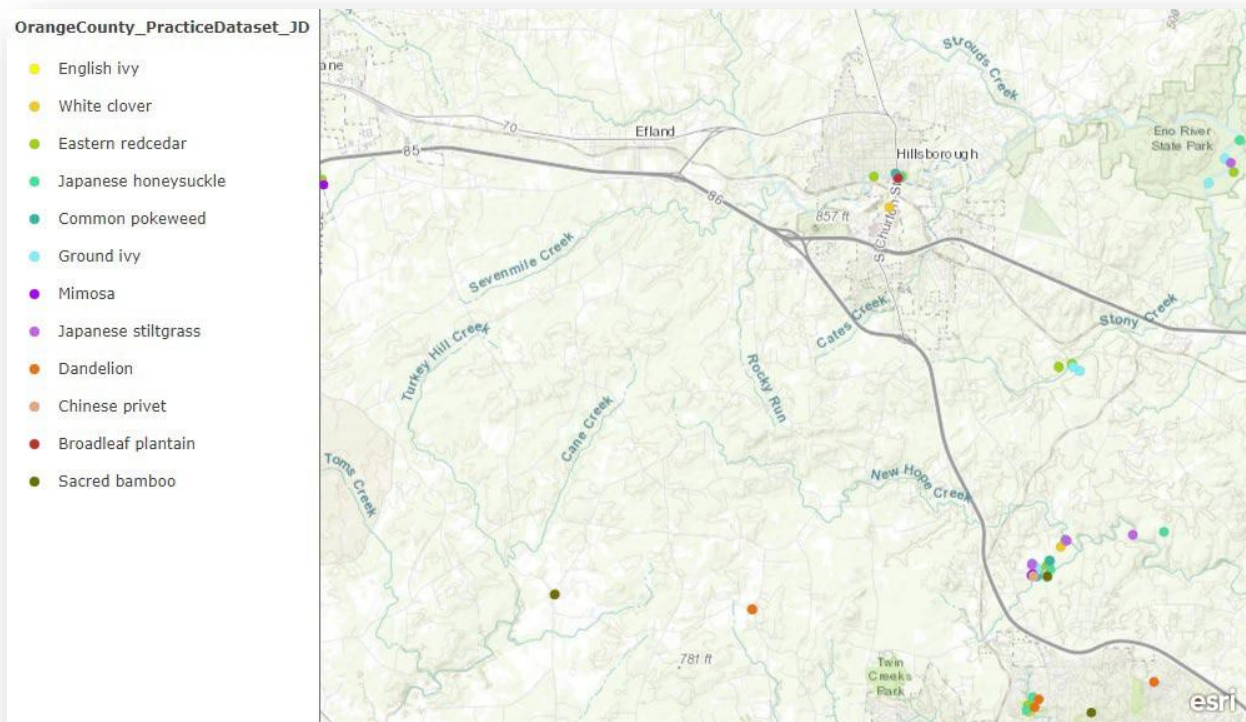 OrangeCounty_PracticeDataset_JD
English ivy
White clover
Eastern redcedar
Japanese honeysuckle
Common pokeweed
Ground ivy
Mimosa
Japanese stiltgrass
Dandelion
Chinese privet
Broadleaf plantain
Sacred bamboo
ane
70
85
Efland
86
Strouds Creek
Hillsborough
Eno River
State Park
857 ft
S Churton St
Sevenmile Creek
Turkey Hill Creek
Cane Creek
Toms Creek
Cates Creek
Rocky Run
Stony Creek
New Hope Creek
781 ft
Twin
Creeks
Park
esri